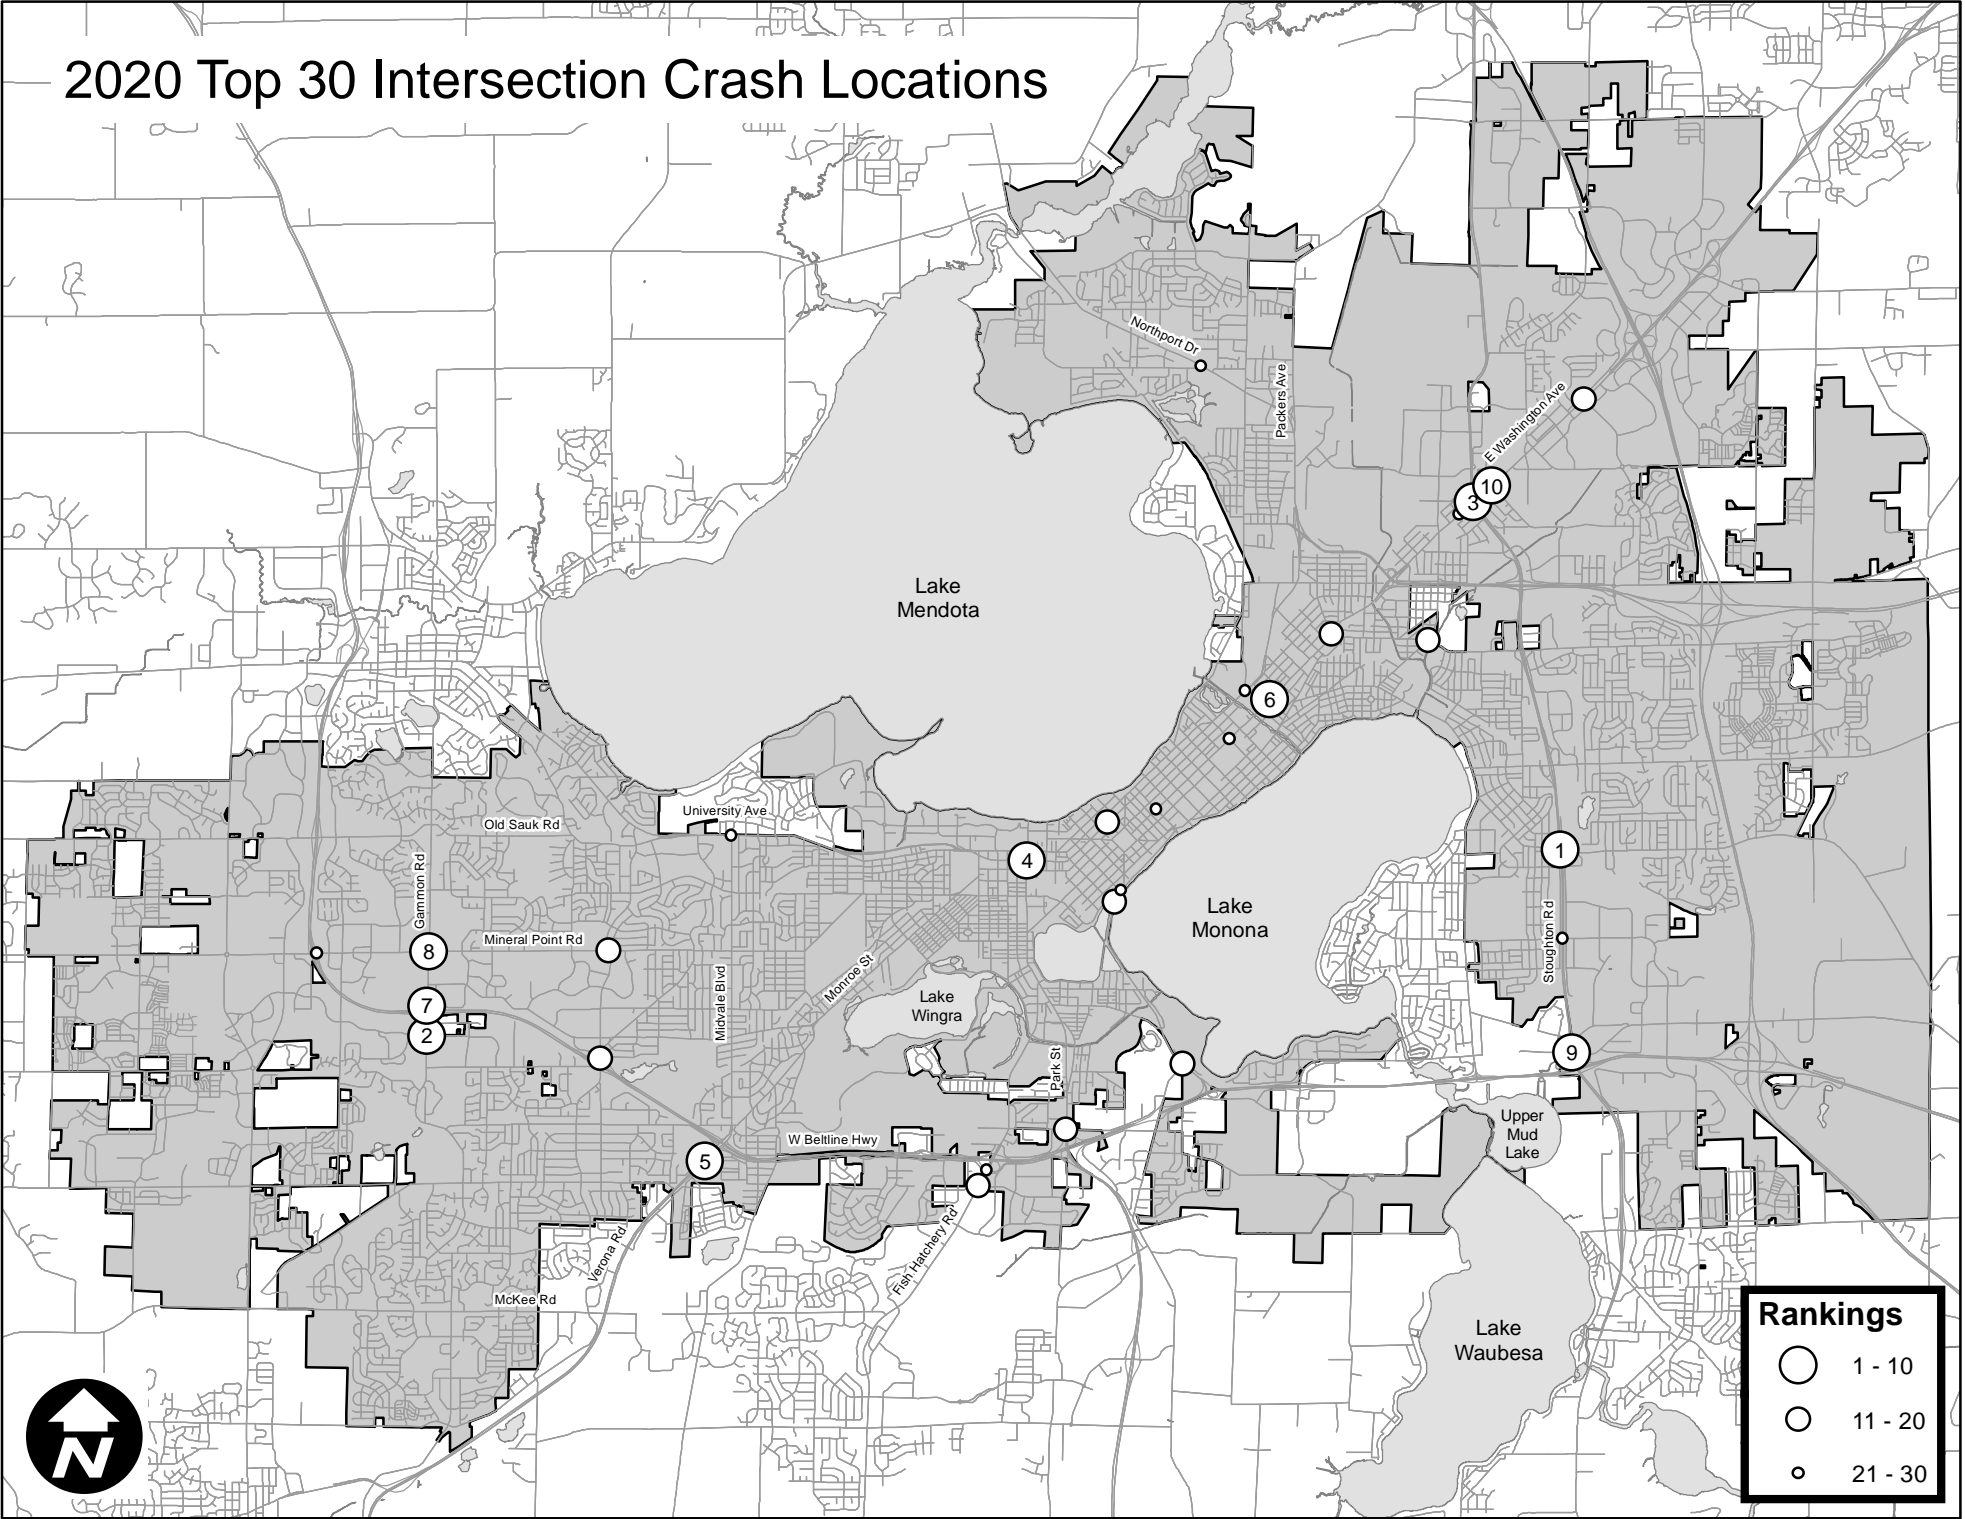 2020 Top 30 Intersection Crash Locations
Northport Dr
Packers Ave
E Washington Ave
10
3
Lake
Mendota
6
University Ave
Old Sauk Rd
4
1
Gammon Rd
Lake
Monona
Stoughton Rd
Mineral Point Rd
8
Midvale Blvd
Monroe St
Lake
Wingra
7
2
Park St
9
Upper
Mud
Lake
W Beltline Hwy
5
Verona Rd
Fish Hatchery Rd
McKee Rd
Lake
Waubesa
Rankings
1 - 10
11 - 20
21 - 30
N